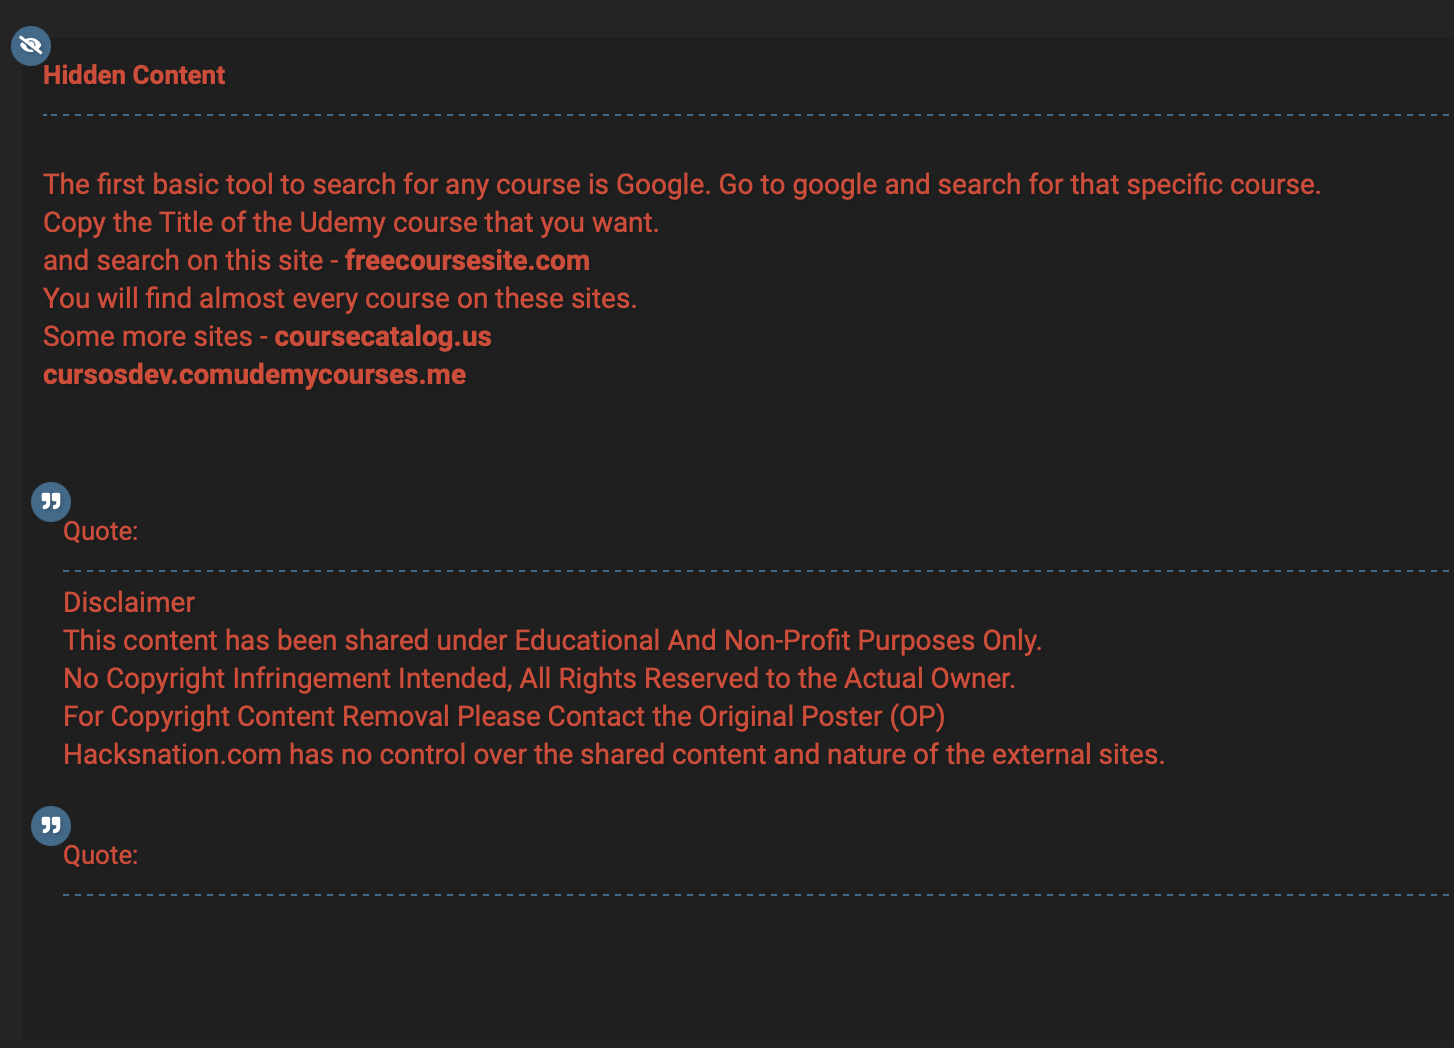 Hidden Content
The first basic tool to search for any course is Google. Go to google and search for that specific course.
Copy the Title of the Udemy course that you want.
and search on this site - freecoursesite.com
You will find almost every course on these sites.
Some more sites - coursecatalog.us
cursosdev.comudemycourses.me
Quote:
Disclaimer
This content has been shared under Educational And Non-Profit Purposes Only.
No Copyright Infringement Intended, All Rights Reserved to the Actual Owner.
For Copyright Content Removal Please Contact the Original Poster (OP)
Hacksnation.com has no control over the shared content and nature of the external sites.
Quote: